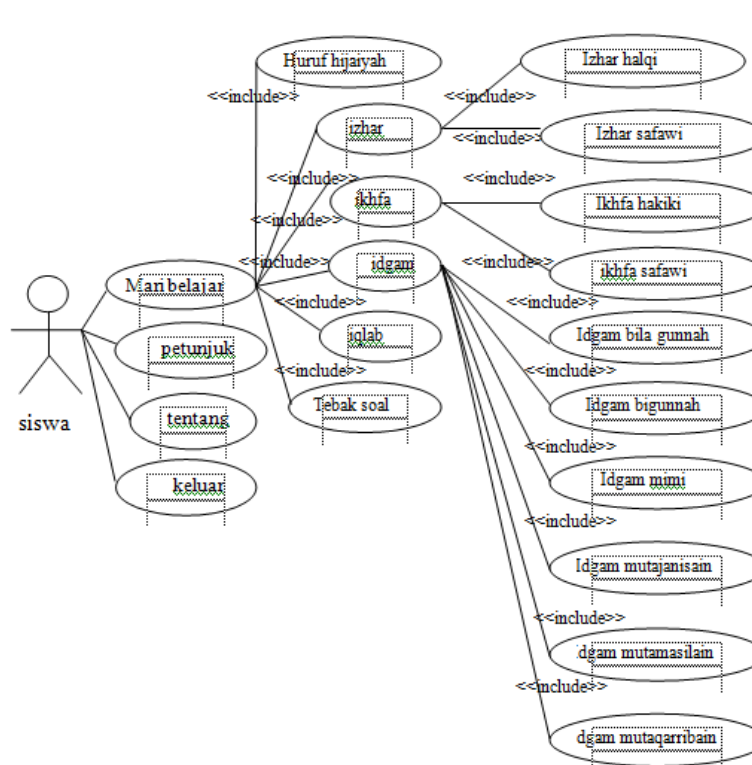 Huruf hijaiyah
Izhar halqi
<<include>>
<<include>>
izhar
<<include>>
Izhar safawi
<<include>>
<<include>>
ikhfa
Ikhfa hakiki
<<include>>
<<include>>
idgam
<<include>>
ikhfa safawi
Mari belajar
<<include>>
<<include>>
iqlab
Idgam bila gunnah
petunjuk
<<include>>
<<include>>
Tebak soal
Idgam bigunnah
siswa
tentang
<<include>>
keluar
Idgam mimi
<<include>>
Idgam mutajanisain
<<include>>
dgam mutamasilain
<<include>>
dgam mutaqarribain